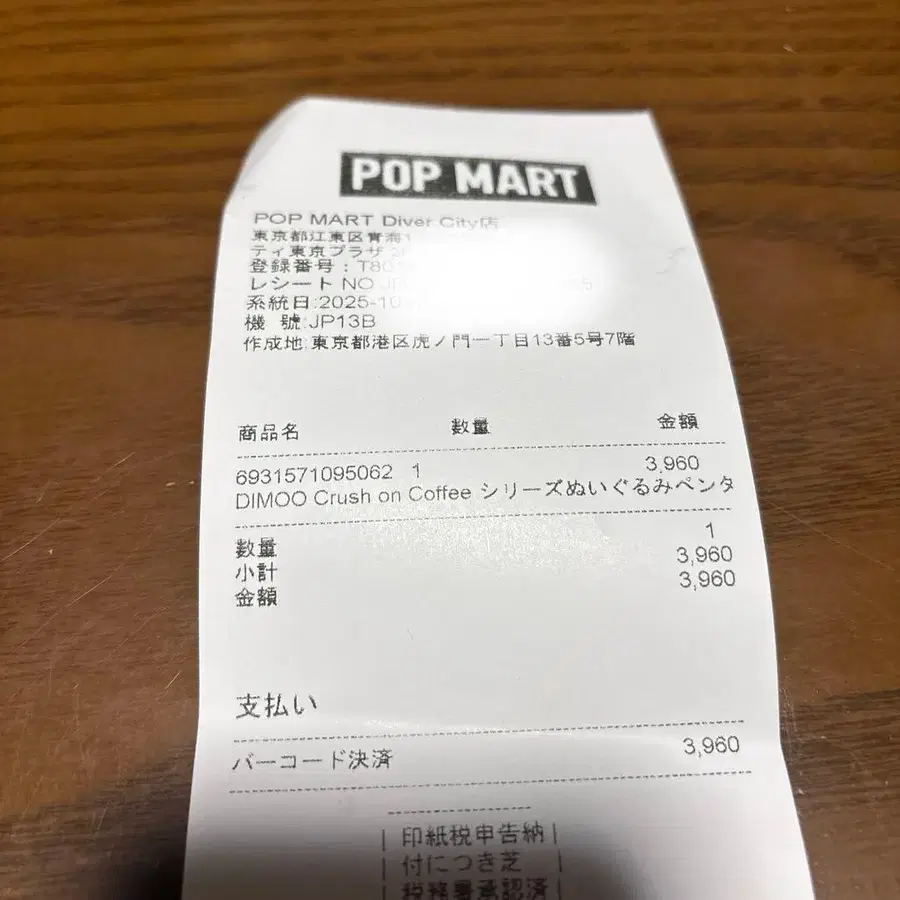 POP MART
POP MART Diver City店
東京都江東区青海1
ティ東京プラザ
登録番号：T80
レシート NO
系統日:2025-10
機 號:JP13B
作成地:東京都港区虎ノ門一丁目13番5号7階
商品名 数量 金額
6931571095062 1 3,960
DIMOO Crush on Coffee シリーズぬいぐるみペンタ
数量 1
小計 3,960
金額 3,960
支払い
バーコード決済 3,960
印紙税申告納
付につき芝
税務署承認済